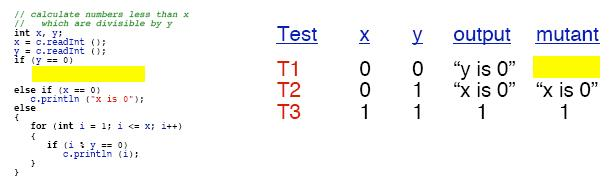 // calculate numbers less than x
// which are divisible by y
int x, y;
x = c.readInt ();
y = c.readInt ();
if (y == 0)
else if (x == 0)
c.println ("x is 0");
else
{
for (int i = 1; i <= x; i++)
{
if (i % y == 0)
c.println (i);
}
}
Test x y output mutant
T1 0 0 “y is 0”
T2 0 1 “x is 0” “x is 0”
T3 1 1 1 1